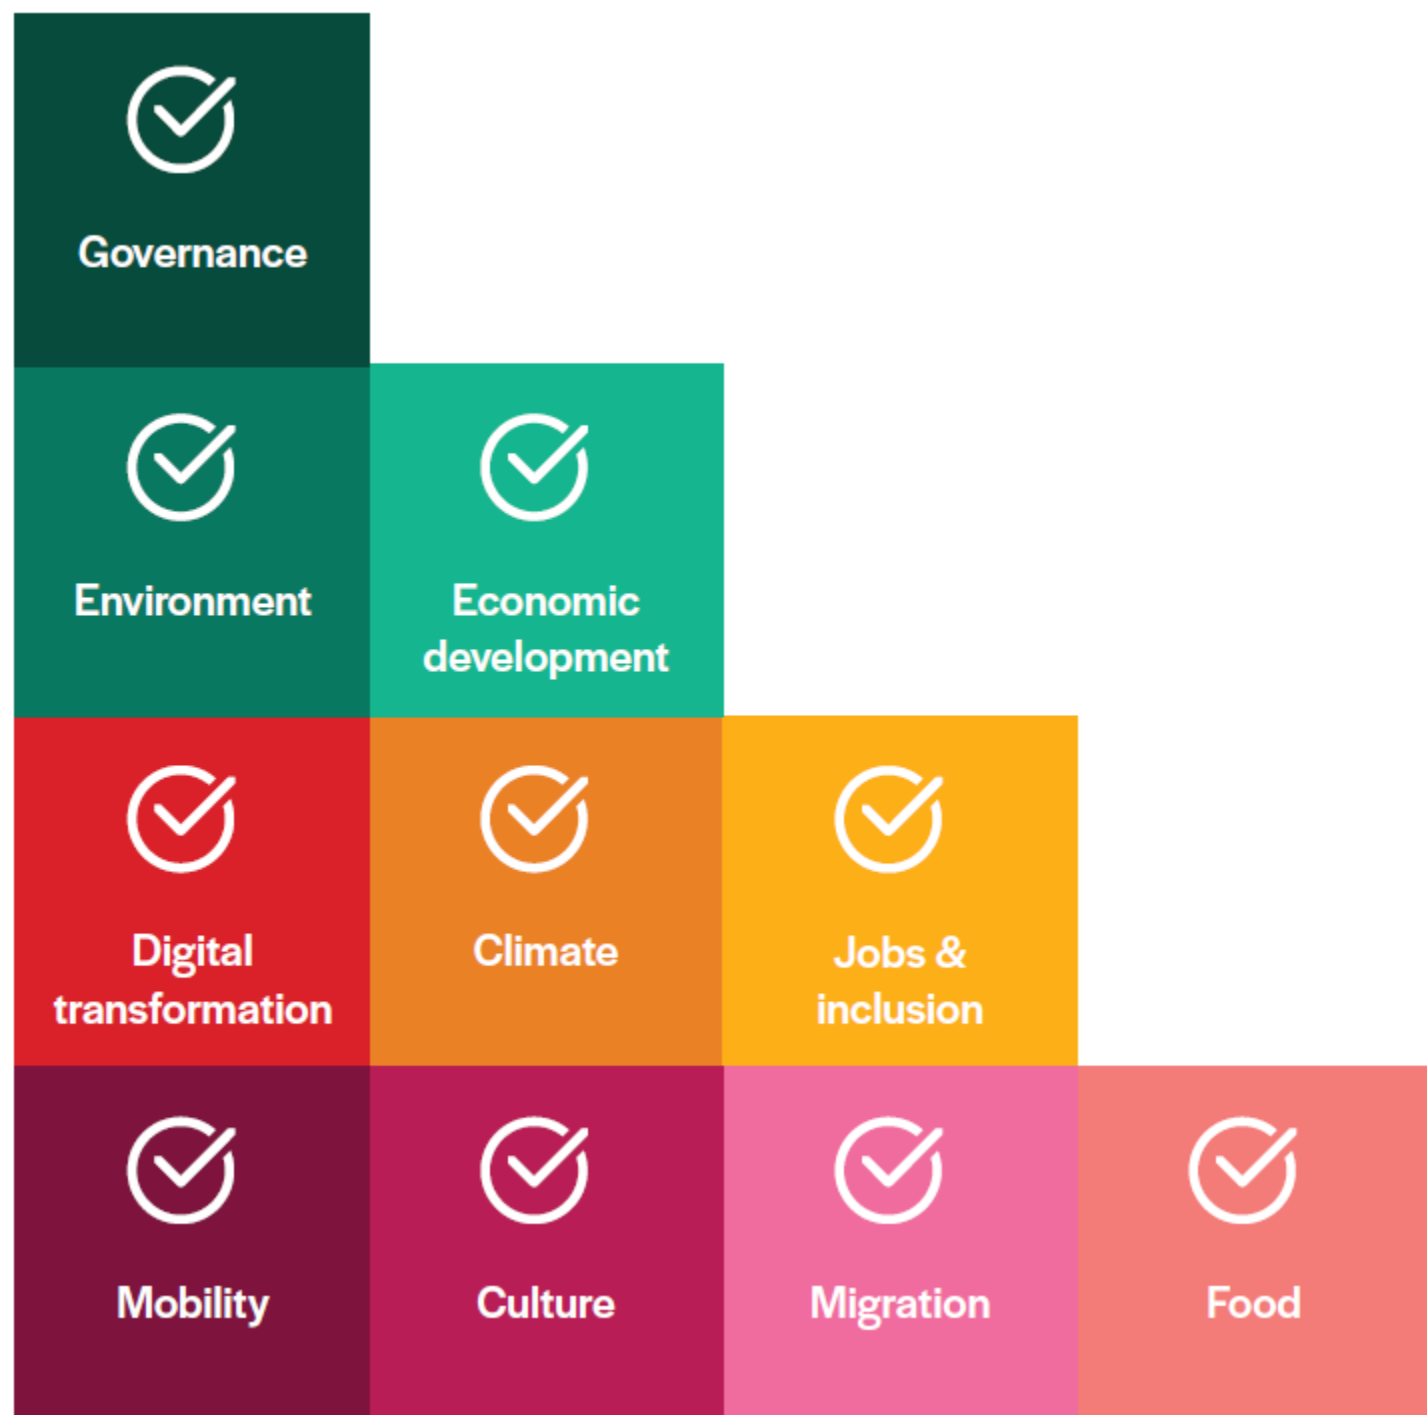 Governance
Environment
Economic
development
Digital
transformation
Climate
Jobs &
inclusion
Mobility
Culture
Migration
Food